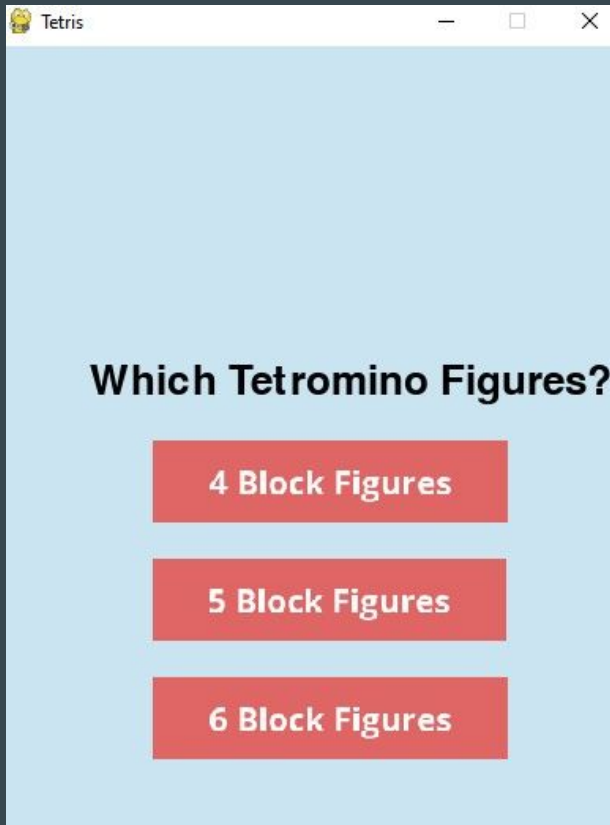 Tetris
Which Tetromino Figures?
4 Block Figures
5 Block Figures
6 Block Figures